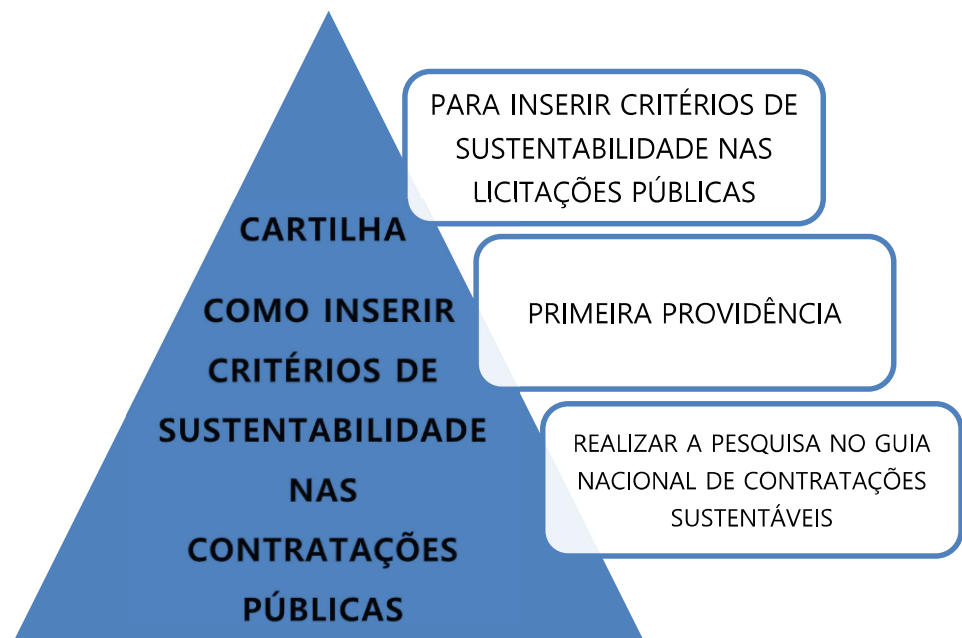 CARTILHA
COMO INSERIR
CRITÉRIOS DE
SUSTENTABILIDADE
NAS
CONTRATAÇÕES
PÚBLICAS
PARA INSERIR CRITÉRIOS DE
SUSTENTABILIDADE NAS
LICITAÇÕES PÚBLICAS
PRIMEIRA PROVIDÊNCIA
REALIZAR A PESQUISA NO GUIA
NACIONAL DE CONTRATAÇÕES
SUSTENTÁVEIS